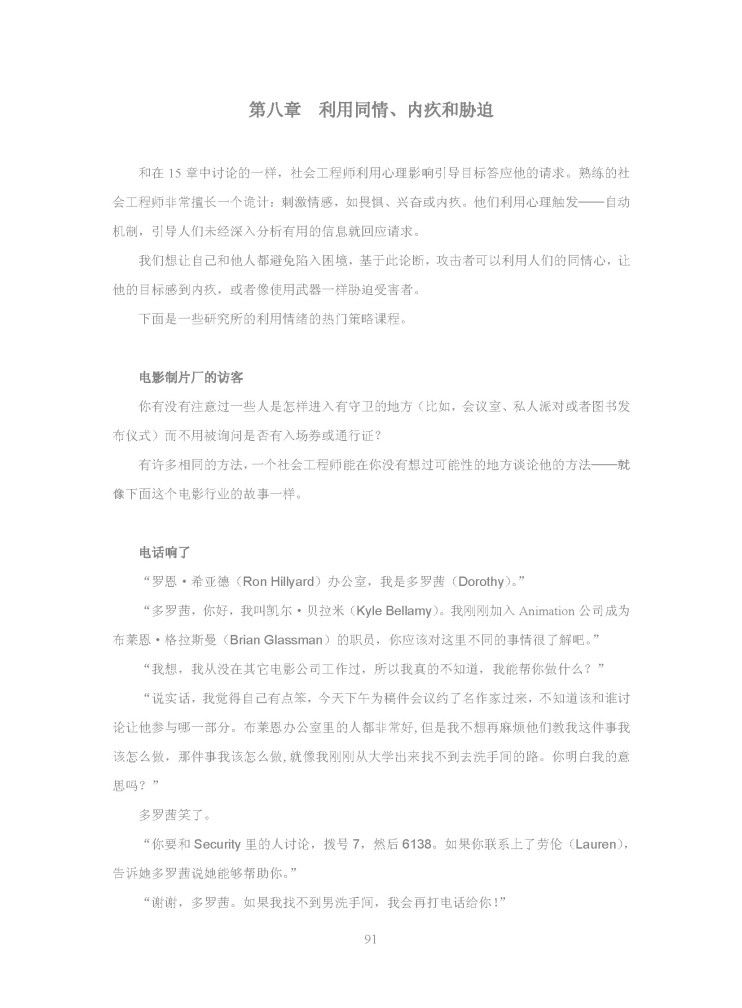 第八章　利用同情、内疚和胁迫
和在 15 章中讨论的一样，社会工程师利用心理影响引导目标答应他的请求。熟练的社
会工程师非常擅长一个诡计：刺激情感，如畏惧、兴奋或内疚。他们利用心理触发——自动
机制，引导人们未经深入分析有用的信息就回应请求。
我们想让自己和他人都避免陷入困境，基于此论断，攻击者可以利用人们的同情心，让
他的目标感到内疚，或者像使用武器一样胁迫受害者。
下面是一些研究所的利用情绪的热门策略课程。
电影制片厂的访客
你有没有注意过一些人是怎样进入有守卫的地方（比如，会议室、私人派对或者图书发
布仪式）而不用被询问是否有入场券或通行证？
有许多相同的方法，一个社会工程师能在你没有想过可能性的地方谈论他的方法——就
像下面这个电影行业的故事一样。
电话响了
“罗恩·希亚德（Ron Hillyard）办公室，我是多罗茜（Dorothy）。”
“多罗茜，你好，我叫凯尔·贝拉米（Kyle Bellamy）。我刚刚加入 Animation 公司成为
布莱恩·格拉斯曼（Brian Glassman）的职员，你应该对这里不同的事情很了解吧。”
“我想，我从没在其它电影公司工作过，所以我真的不知道，我能帮你做什么？”
“说实话，我觉得自己有点笨，今天下午为稿件会议约了名作家过来，不知道该和谁讨
论让他参与哪一部分。布莱恩办公室里的人都非常好,但是我不想再麻烦他们教我这件事我
该怎么做，那件事我该怎么做,就像我刚刚从大学出来找不到去洗手间的路。你明白我的意
思吗？”
多罗茜笑了。
“你要和 Security 里的人讨论，拨号 7，然后 6138。如果你联系上了劳伦（Lauren），
告诉她多罗茜说她能够帮助你。”
“谢谢，多罗茜。如果我找不到男洗手间，我会再打电话给你！”
91